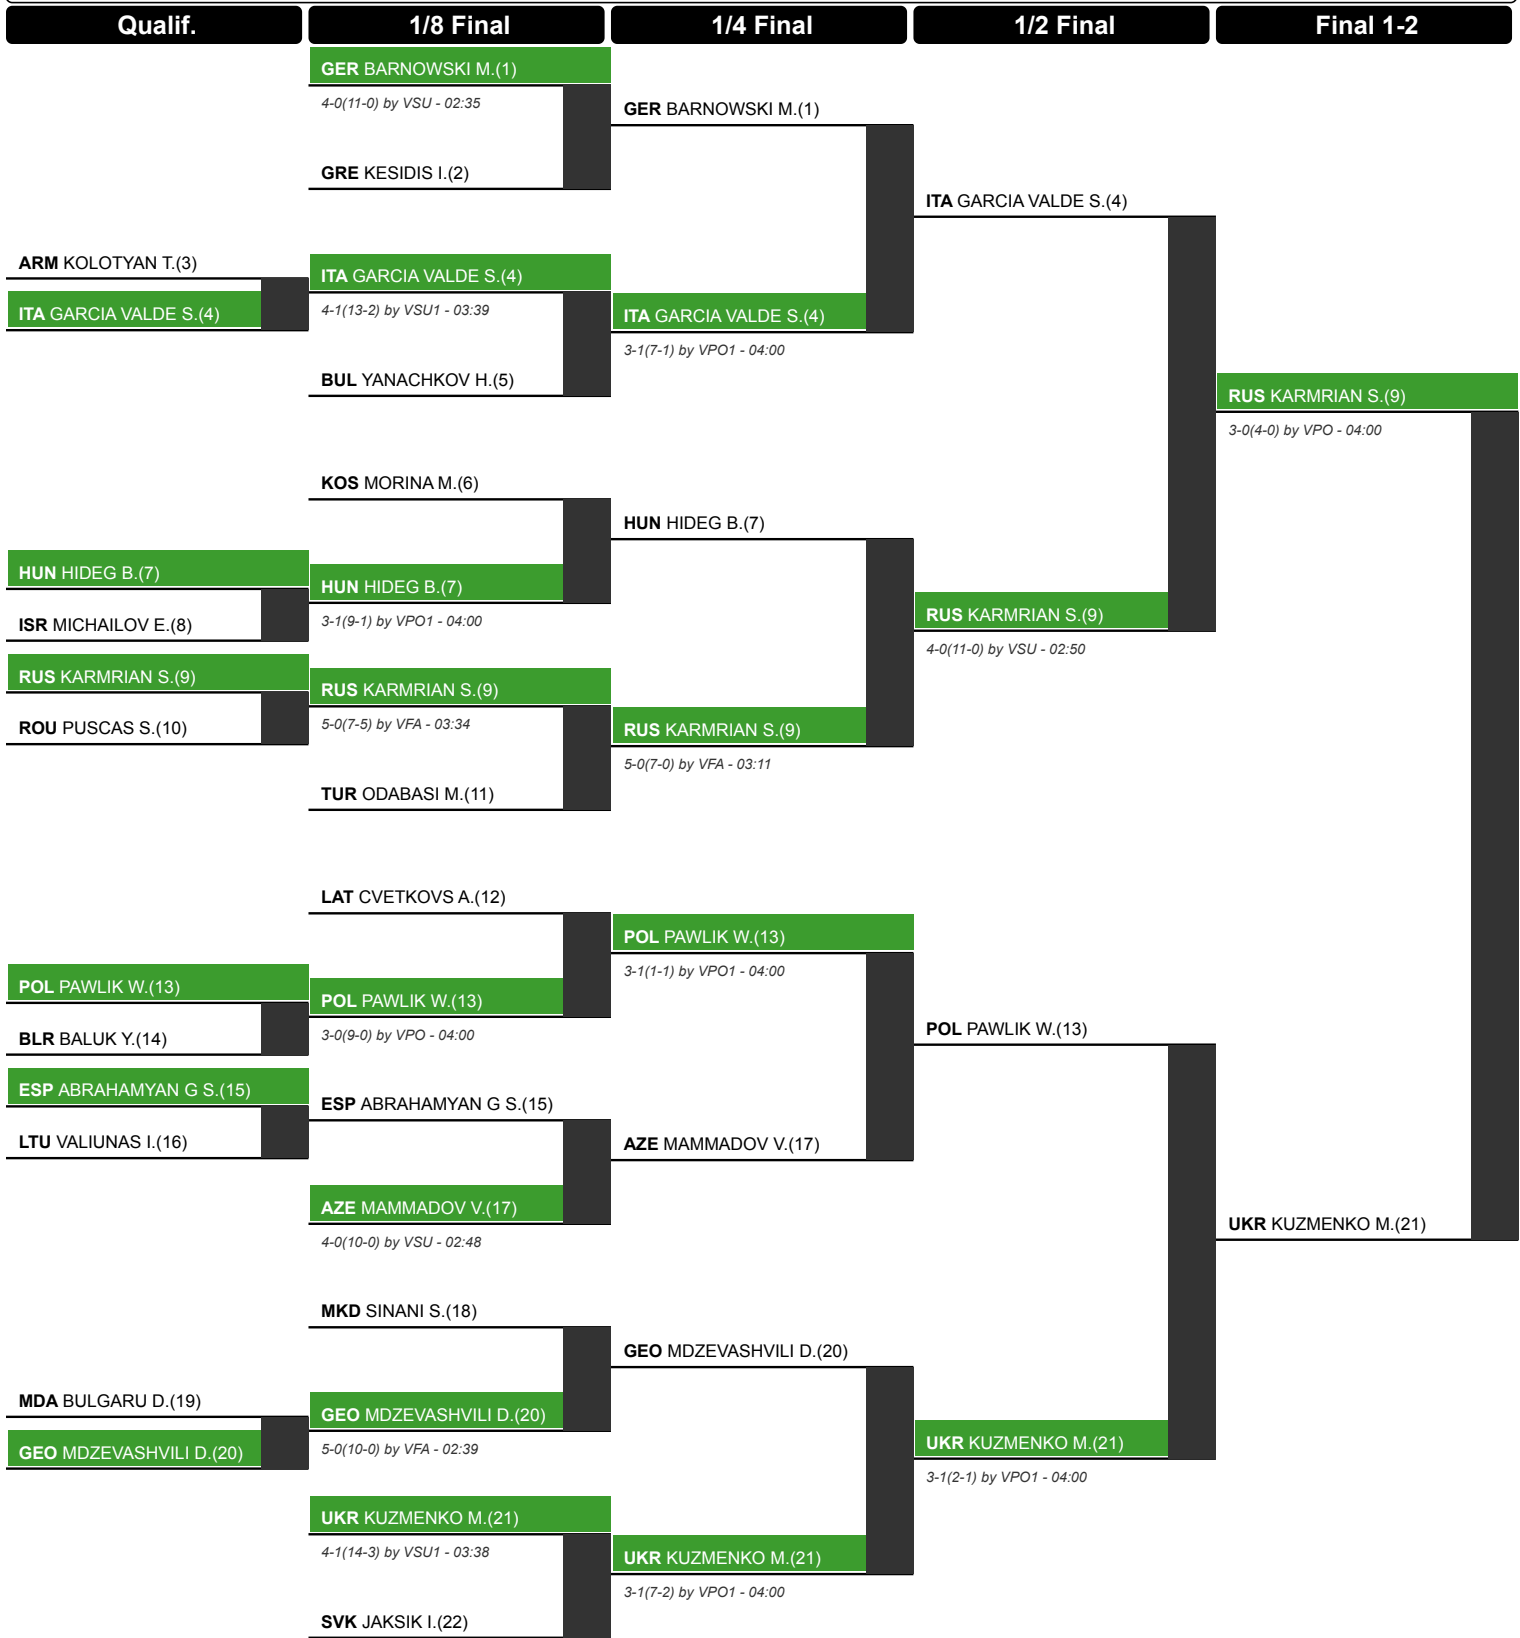 Qualif.
1/8 Final
1/4 Final
1/2 Final
Final 1-2
GER BARNOWSKI M.(1)
4-0(11-0) by VSU - 02:35
GRE KESIDIS I.(2)
ARM KOLOTYAN T.(3)
ITA GARCIA VALDE S.(4)
ITA GARCIA VALDE S.(4)
4-1(13-2) by VSU1 - 03:39
BUL YANACHKOV H.(5)
GER BARNOWSKI M.(1)
ITA GARCIA VALDE S.(4)
3-1(7-1) by VPO1 - 04:00
ITA GARCIA VALDE S.(4)
KOS MORINA M.(6)
HUN HIDEG B.(7)
ISR MICHAILOV E.(8)
HUN HIDEG B.(7)
3-1(9-1) by VPO1 - 04:00
RUS KARMRIAN S.(9)
ROU PUSCAS S.(10)
RUS KARMRIAN S.(9)
5-0(7-5) by VFA - 03:34
TUR ODABASI M.(11)
HUN HIDEG B.(7)
RUS KARMRIAN S.(9)
5-0(7-0) by VFA - 03:11
RUS KARMRIAN S.(9)
4-0(11-0) by VSU - 02:50
RUS KARMRIAN S.(9)
3-0(4-0) by VPO - 04:00
LAT CVETKOVS A.(12)
POL PAWLIK W.(13)
BLR BALUK Y.(14)
POL PAWLIK W.(13)
3-0(9-0) by VPO - 04:00
ESP ABRAHAMYAN G S.(15)
LTU VALIUNAS I.(16)
ESP ABRAHAMYAN G S.(15)
AZE MAMMADOV V.(17)
4-0(10-0) by VSU - 02:48
POL PAWLIK W.(13)
3-1(1-1) by VPO1 - 04:00
AZE MAMMADOV V.(17)
POL PAWLIK W.(13)
MKD SINANI S.(18)
MDA BULGARU D.(19)
GEO MDZEVASHVILI D.(20)
GEO MDZEVASHVILI D.(20)
5-0(10-0) by VFA - 02:39
UKR KUZMENKO M.(21)
4-1(14-3) by VSU1 - 03:38
SVK JAKSIK I.(22)
GEO MDZEVASHVILI D.(20)
UKR KUZMENKO M.(21)
3-1(7-2) by VPO1 - 04:00
UKR KUZMENKO M.(21)
3-1(2-1) by VPO1 - 04:00
UKR KUZMENKO M.(21)